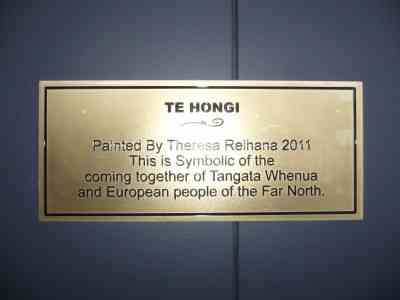 TE HONGI
Painted By Theresa Reihana 2011
This is Symbolic of the
coming together of Tangata Whenua
and European people of the Far North.